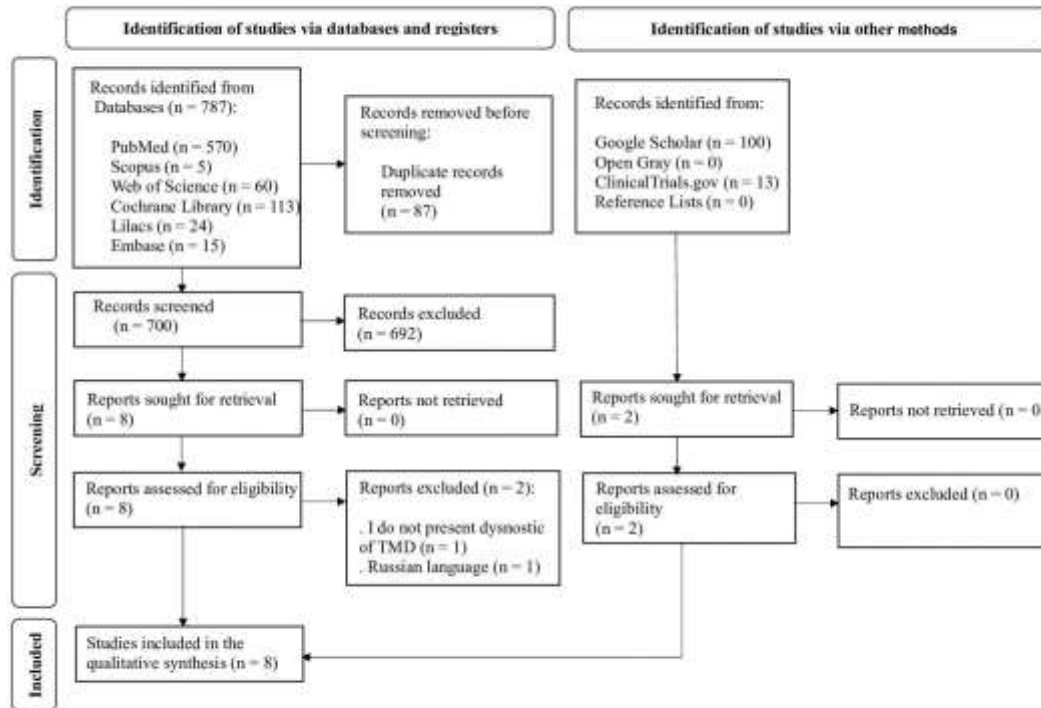 Identification of studies via databases and registers
Identification of studies via other methods
Identification
Records identified from
Databases (n = 787):
PubMed (n = 570)
Scopus (n = 5)
Web of Science (n = 60)
Cochrane Library (n = 113)
Lilacs (n = 24)
Embase (n = 15)
Records removed before
screening:
Duplicate records
removed
(n = 87)
Records identified from:
Google Scholar (n = 100)
Open Gray (n = 0)
ClinicalTrials.gov (n = 13)
Reference Lists (n = 0)
Screening
Records screened
(n = 700)
Records excluded
(n = 692)
Reports sought for retrieval
(n = 8)
Reports not retrieved
(n = 0)
Reports sought for retrieval
(n = 2)
Reports not retrieved (n = 0
Reports assessed for eligibility
(n = 8)
Reports excluded (n = 2):
. I do not present dysnostic
of TMD (n = 1)
. Russian language (n = 1)
Reports assessed for
eligibility
(n = 2)
Reports excluded (n = 0)
Included
Studies included in the
qualitative synthesis (n = 8)